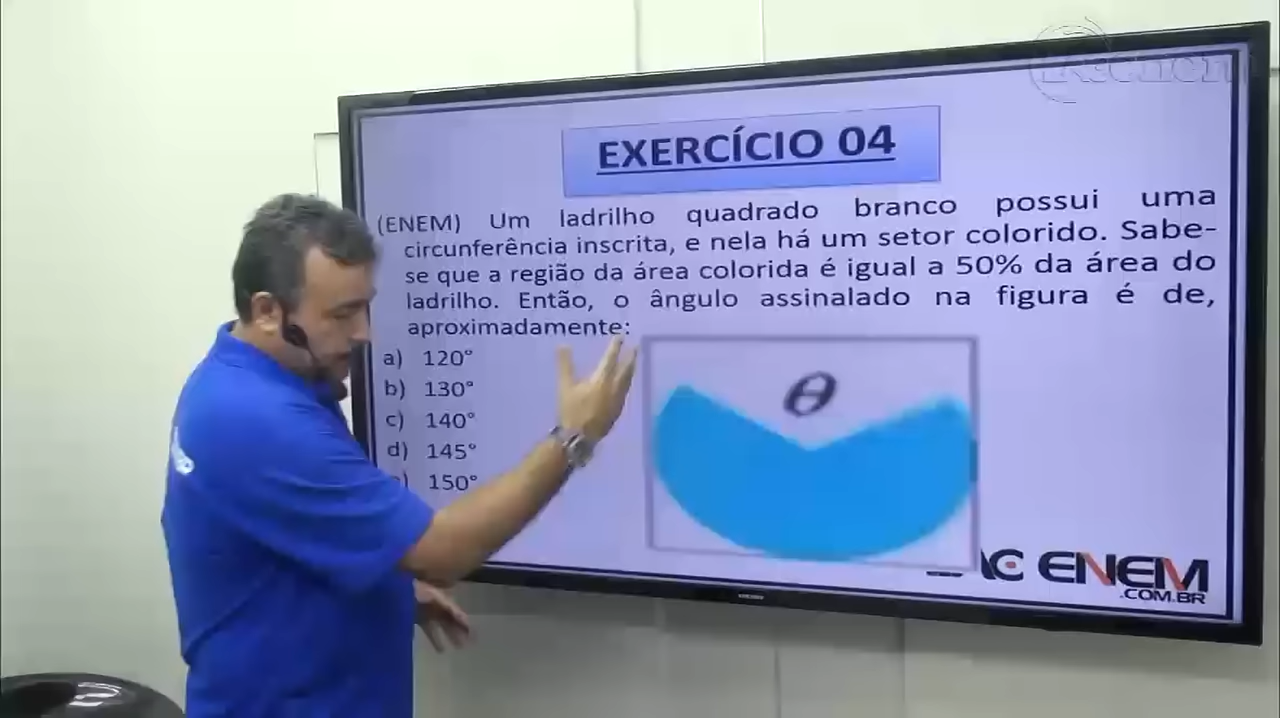 EXERCÍCIO 04
(ENEM) Um ladrilho quadrado branco possui uma
circunferência inscrita, e nela há um setor colorido. Sabe-
se que a região da área colorida é igual a 50% da área do
ladrilho. Então, o ângulo assinalado na figura é de,
aproximadamente:
a) 120°
b) 130°
c) 140°
d) 145°
) 150°
θ
ENEM
.COM.BR